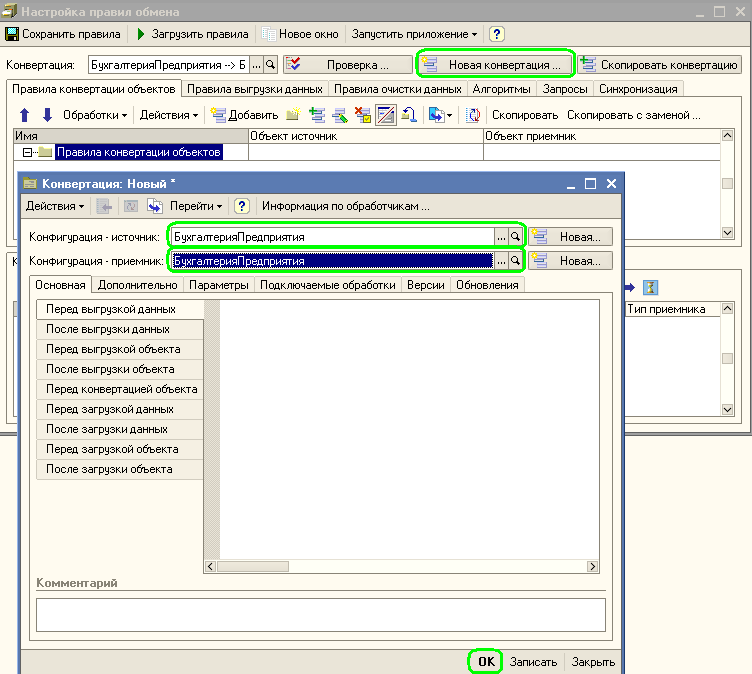 Настройка правил обмена
Сохранить правила Загрузить правила Новое окно Запустить приложение ?
Конвертация: БухгалтерияПредприятия --> Б ... Проверка ... Новая конвертация ... Скопировать конвертацию
Правила конвертации объектов Правила выгрузки данных Правила очистки данных Алгоритмы Запросы Синхронизация
Обработки Действия Добавить Скопировать Скопировать с заменой ...
Имя Объект источник Объект приемник
Правила конвертации объектов
Конвертация: Новый *
Действия Перейти ? Информация по обработчикам ...
Конфигурация - источник: БухгалтерияПредприятия ... Новая...
Конфигурация - приемник: БухгалтерияПредприятия ... Новая...
Основная Дополнительно Параметры Подключаемые обработки Версии Обновления
Тип приемника
Перед выгрузкой данных
После выгрузки данных
Перед выгрузкой объекта
После выгрузки объекта
Перед конвертацией объекта
Перед загрузкой данных
После загрузки данных
Перед загрузкой объекта
После загрузки объекта
Комментарий
OK Записать Закрыть